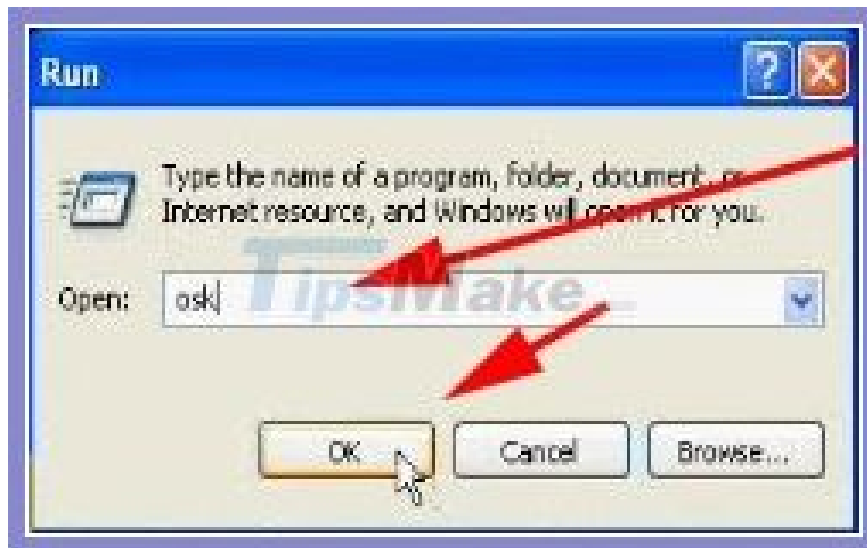 Run
Type the name of a program, folder, document, or
Internet resource, and Windows will open it for you.
Open: osk
TipsMake
OK Cancel Browse...